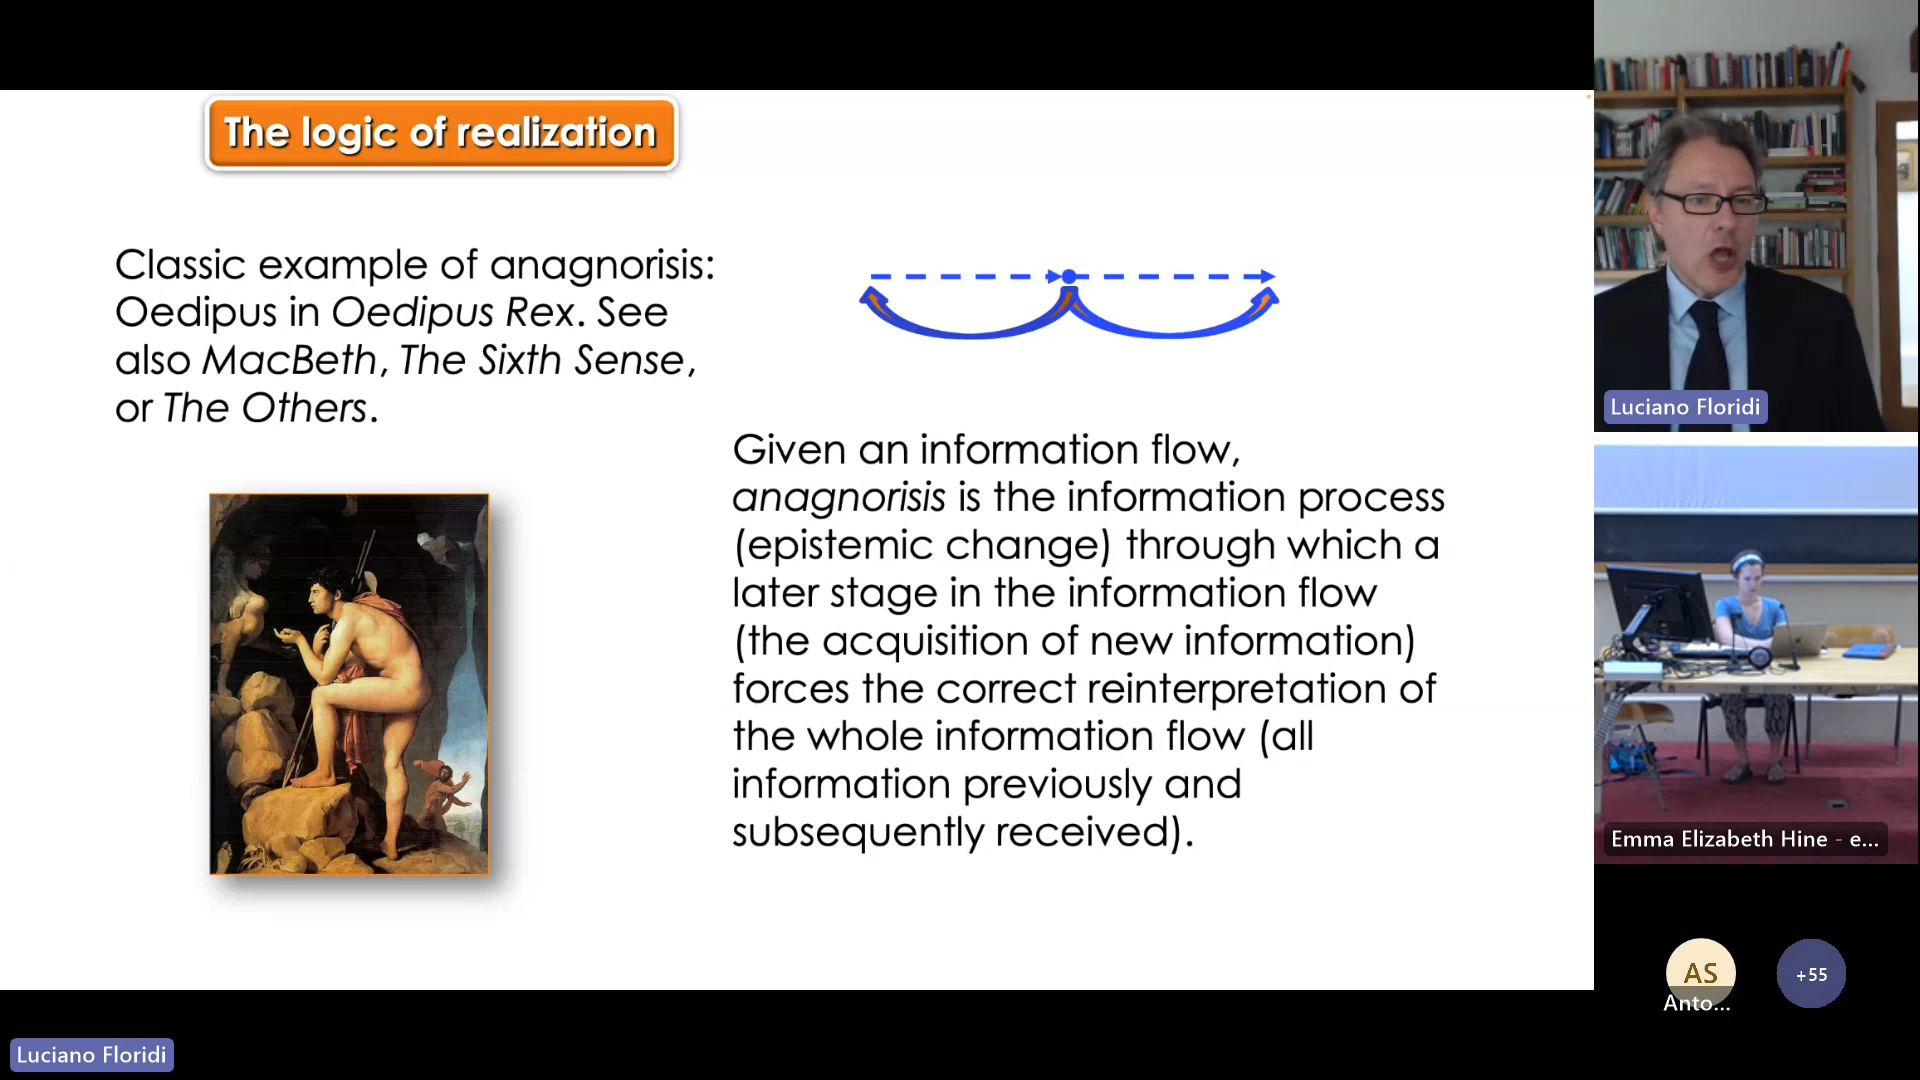 The logic of realization
Classic example of anagnorisis:
Oedipus in Oedipus Rex. See
also MacBeth, The Sixth Sense,
or The Others.
Given an information flow,
anagnorisis is the information process
(epistemic change) through which a
later stage in the information flow
(the acquisition of new information)
forces the correct reinterpretation of
the whole information flow (all
information previously and
subsequently received).
Luciano Floridi
Emma Elizabeth Hine - e...
AS
Anto...
+55
Luciano Floridi